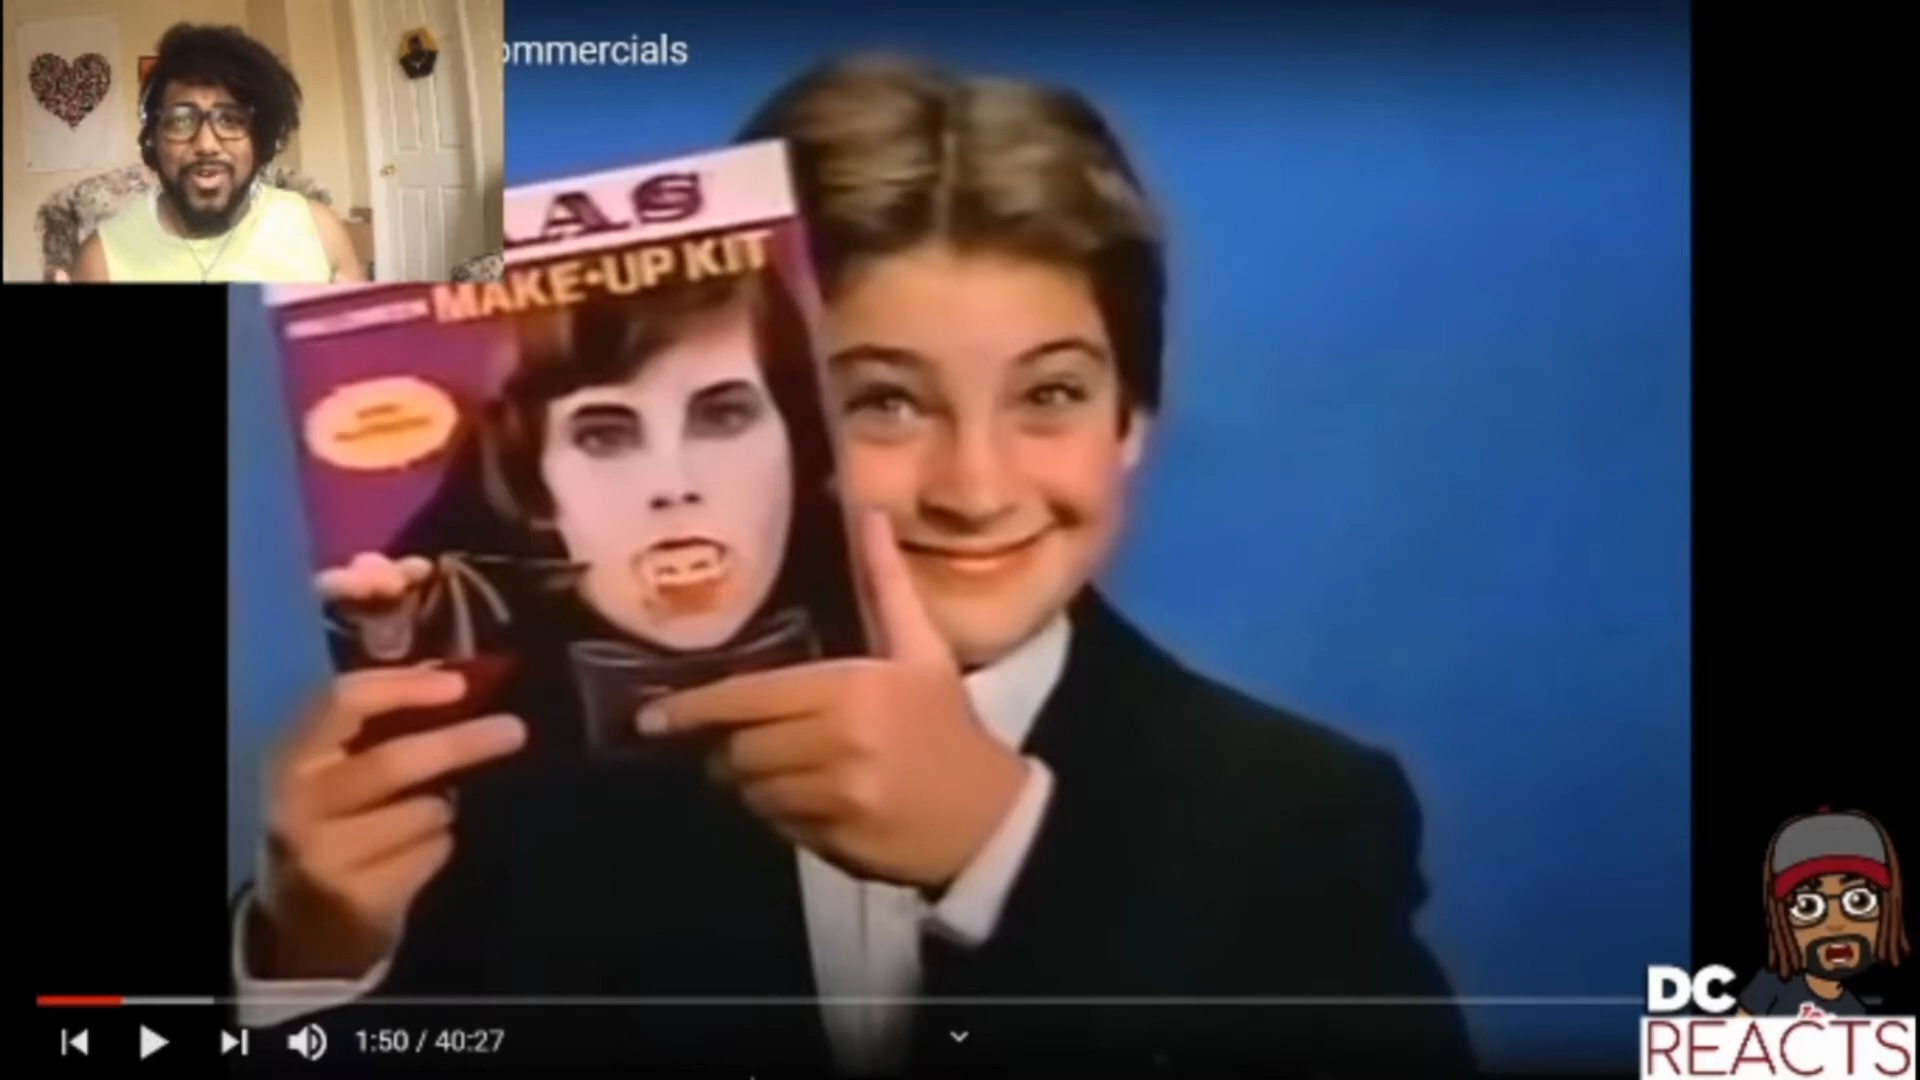 ommercials
AS
MAKE-UP KIT
1:50 / 40:27
DC
REACTS